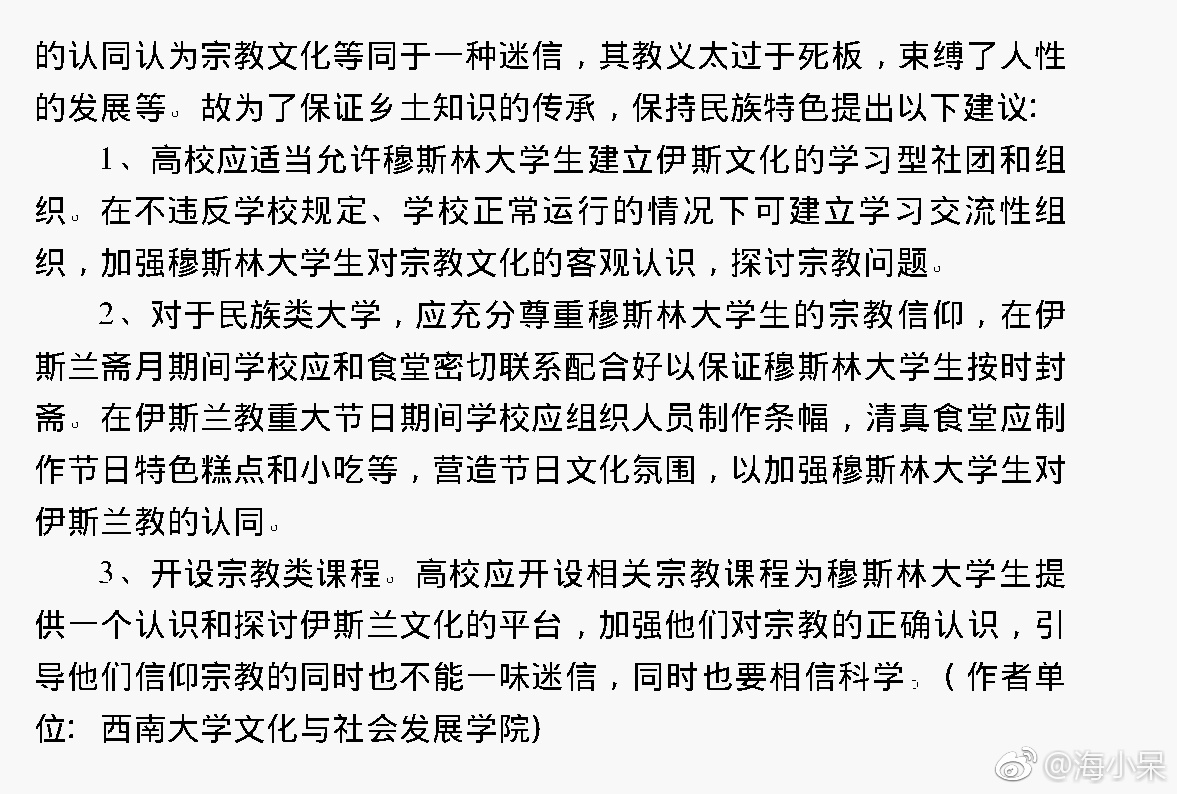 的认同认为宗教文化等同于一种迷信，其教义太过于死板，束缚了人性
的发展等。故为了保证乡土知识的传承，保持民族特色提出以下建议:
1、高校应适当允许穆斯林大学生建立伊斯文化的学习型社团和组
织。在不违反学校规定、学校正常运行的情况下可建立学习交流性组
织，加强穆斯林大学生对宗教文化的客观认识，探讨宗教问题。
2、对于民族类大学，应充分尊重穆斯林大学生的宗教信仰，在伊
斯兰斋月期间学校应和食堂密切联系配合好以保证穆斯林大学生按时封
斋。在伊斯兰教重大节日期间学校应组织人员制作条幅，清真食堂应制
作节日特色糕点和小吃等，营造节日文化氛围，以加强穆斯林大学生对
伊斯兰教的认同。
3、开设宗教类课程。高校应开设相关宗教课程为穆斯林大学生提
供一个认识和探讨伊斯兰文化的平台，加强他们对宗教的正确认识，引
导他们信仰宗教的同时也不能一味迷信，同时也要相信科学。（作者单
位: 西南大学文化与社会发展学院)
@海小呆